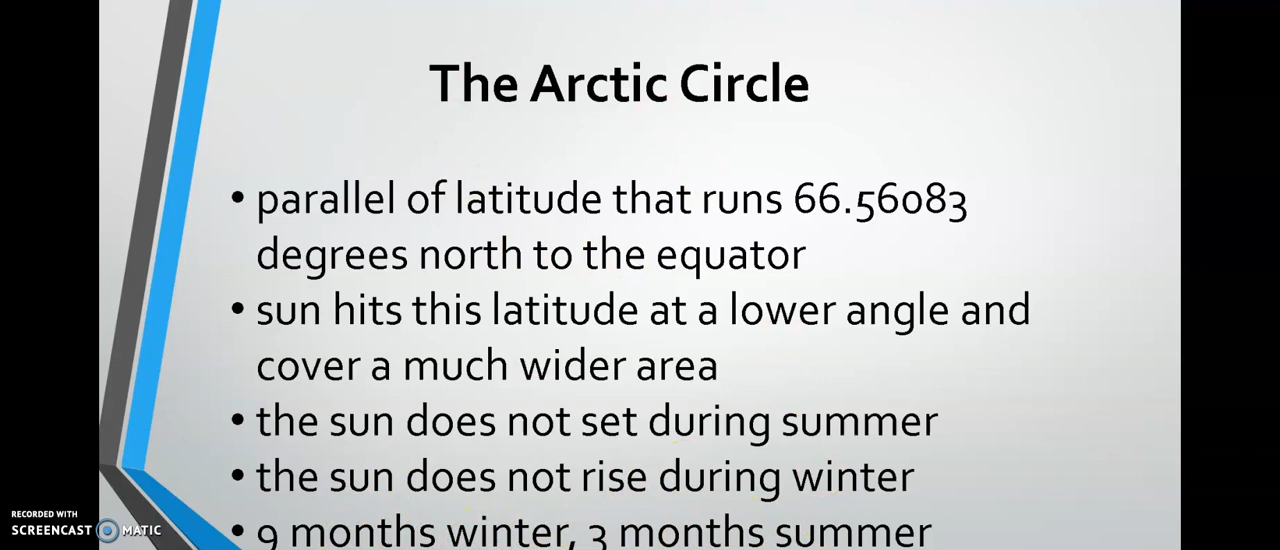 The Arctic Circle
• parallel of latitude that runs 66.56083
degrees north to the equator
• sun hits this latitude at a lower angle and
cover a much wider area
• the sun does not set during summer
• the sun does not rise during winter
• 9 months winter, 3 months summer
RECORDED WITH
SCREENCAST MATIC